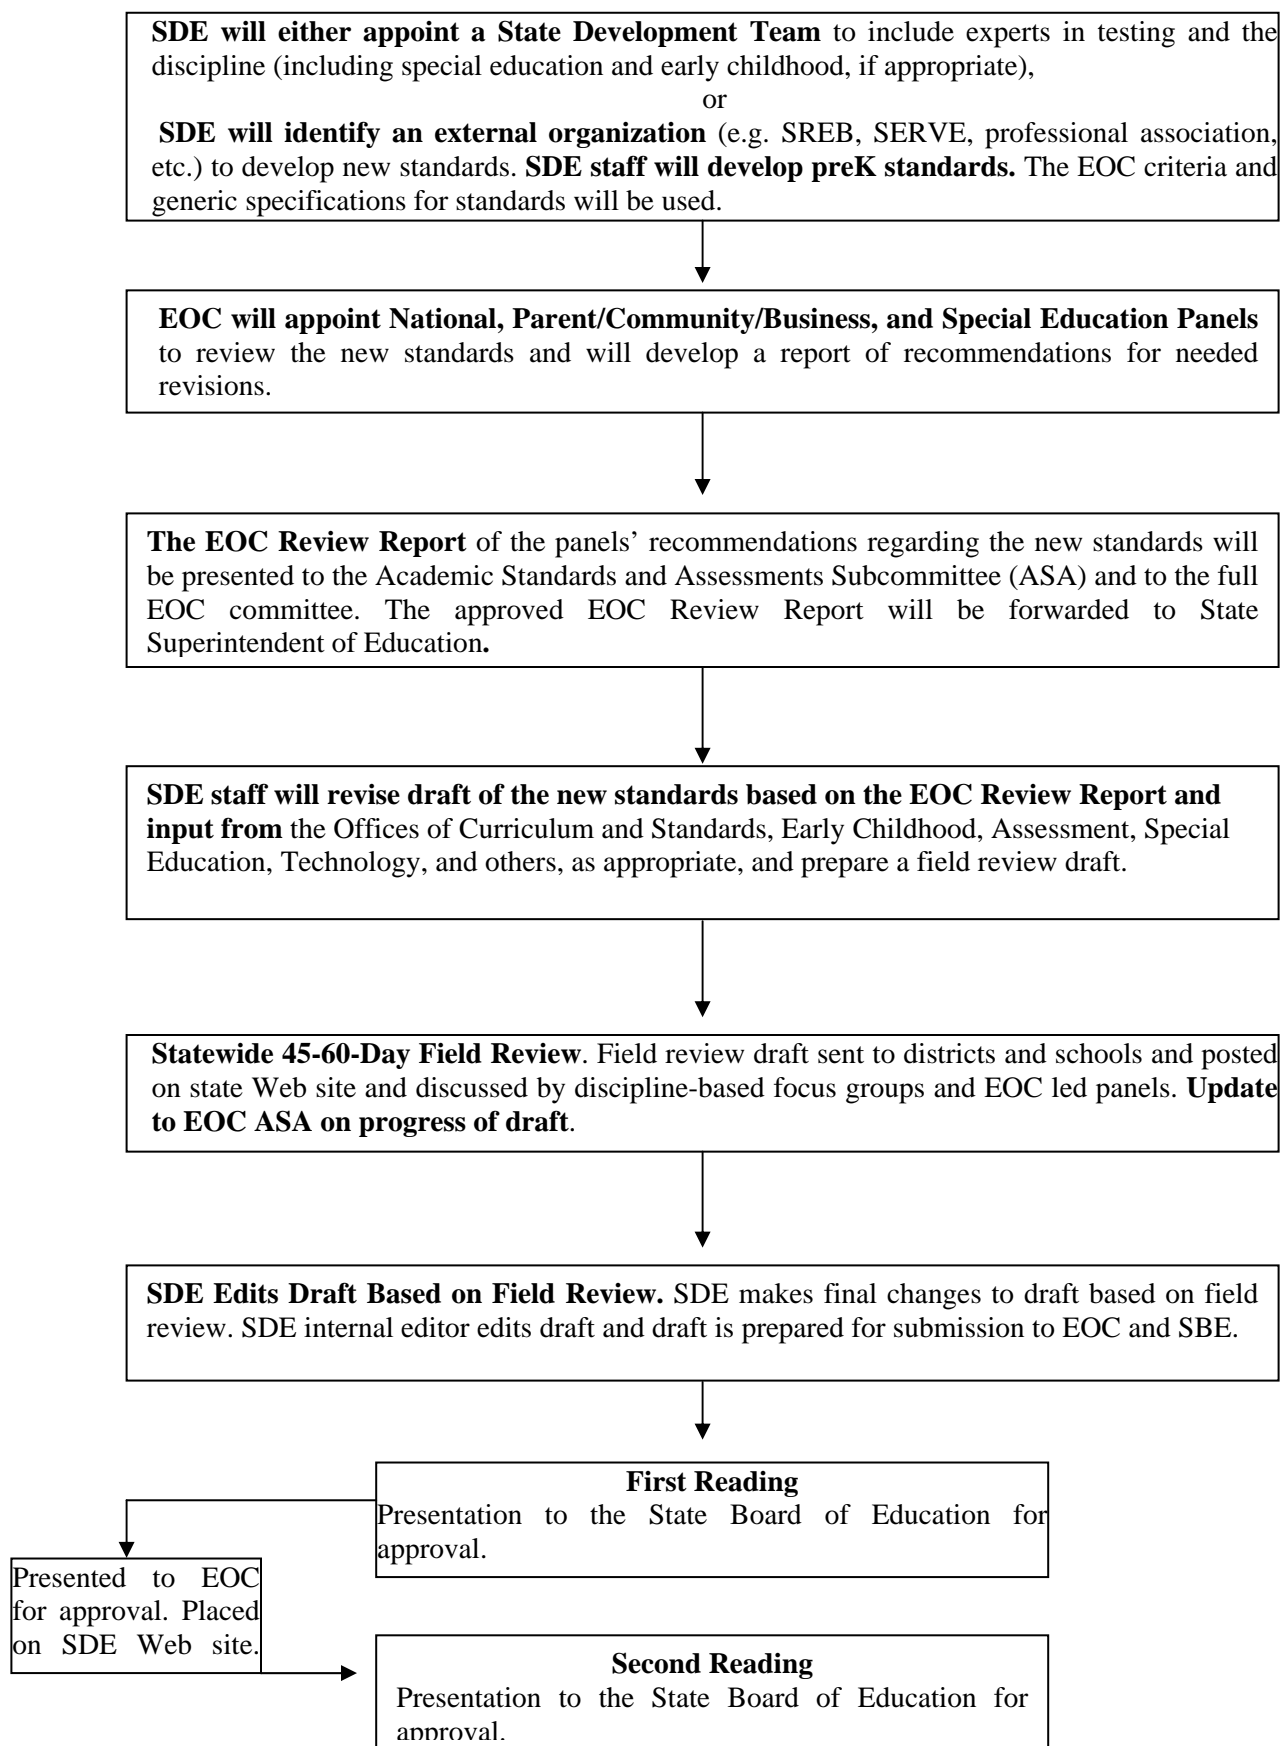 SDE will either appoint a State Development Team to include experts in testing and the
discipline (including special education and early childhood, if appropriate),
or
SDE will identify an external organization (e.g. SREB, SERVE, professional association,
etc.) to develop new standards. SDE staff will develop preK standards. The EOC criteria and
generic specifications for standards will be used.
EOC will appoint National, Parent/Community/Business, and Special Education Panels
to review the new standards and will develop a report of recommendations for needed
revisions.
The EOC Review Report of the panels’ recommendations regarding the new standards will
be presented to the Academic Standards and Assessments Subcommittee (ASA) and to the full
EOC committee. The approved EOC Review Report will be forwarded to State
Superintendent of Education.
SDE staff will revise draft of the new standards based on the EOC Review Report and
input from the Offices of Curriculum and Standards, Early Childhood, Assessment, Special
Education, Technology, and others, as appropriate, and prepare a field review draft.
Statewide 45-60-Day Field Review. Field review draft sent to districts and schools and posted
on state Web site and discussed by discipline-based focus groups and EOC led panels. Update
to EOC ASA on progress of draft.
SDE Edits Draft Based on Field Review. SDE makes final changes to draft based on field
review. SDE internal editor edits draft and draft is prepared for submission to EOC and SBE.
First Reading
Presentation to the State Board of Education for
approval.
Presented to EOC
for approval. Placed
on SDE Web site.
Second Reading
Presentation to the State Board of Education for
approval.